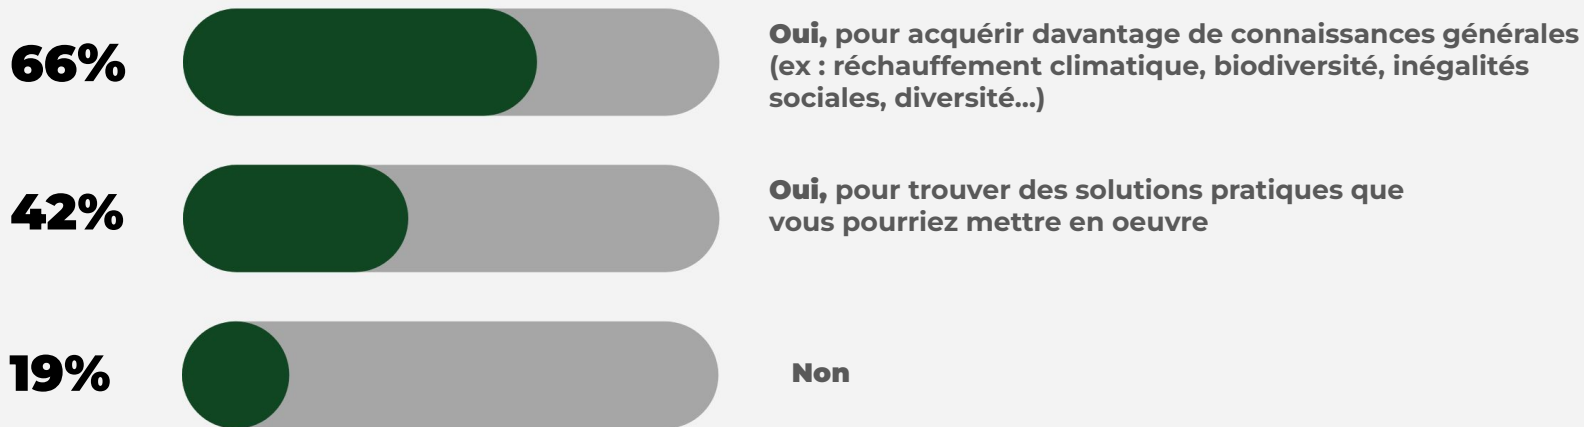 66%
Oui, pour acquérir davantage de connaissances générales
(ex : réchauffement climatique, biodiversité, inégalités
sociales, diversité...)
42%
Oui, pour trouver des solutions pratiques que
vous pourriez mettre en oeuvre
19%
Non